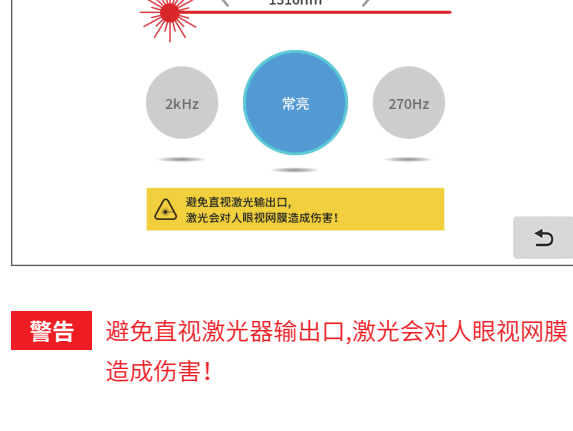 1310nm
2kHz
常亮
270Hz
避免直视激光输出口,
激光会对人眼视网膜造成伤害!
警告
避免直视激光器输出口,激光会对人眼视网膜
造成伤害!